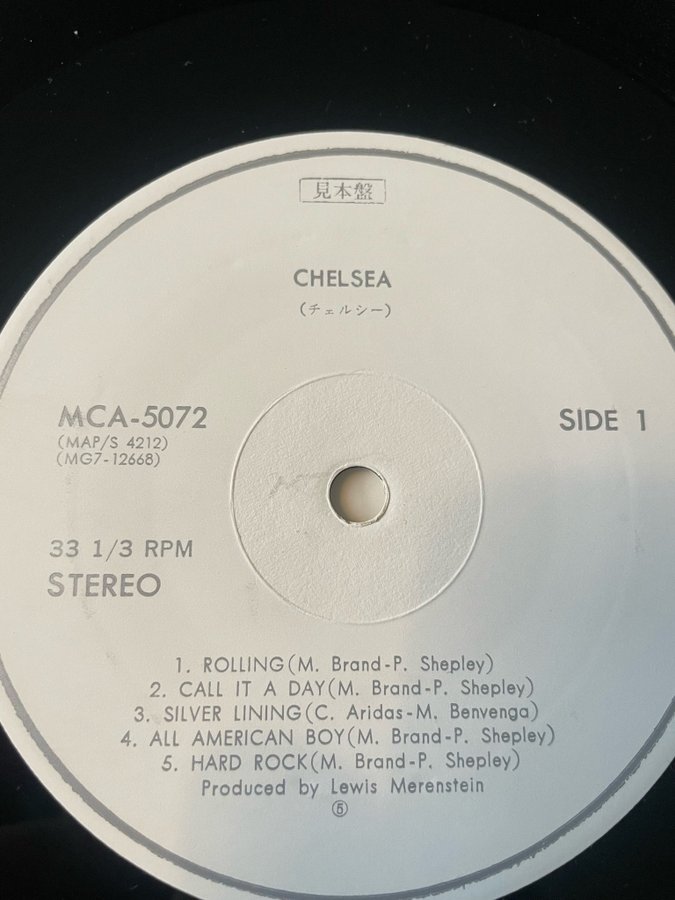 見本盤
CHELSEA
(チェルシー)
MCA-5072
(MAP/S 4212)
(MG7-12668)
SIDE 1
33 1/3 RPM
STEREO
1. ROLLING(M. Brand-P. Shepley)
2. CALL IT A DAY(M. Brand-P. Shepley)
3. SILVER LINING(C. Aridas-M. Benvenga)
4. ALL AMERICAN BOY(M. Brand-P. Shepley)
5. HARD ROCK(M. Brand-P. Shepley)
Produced by Lewis Merenstein
⑤